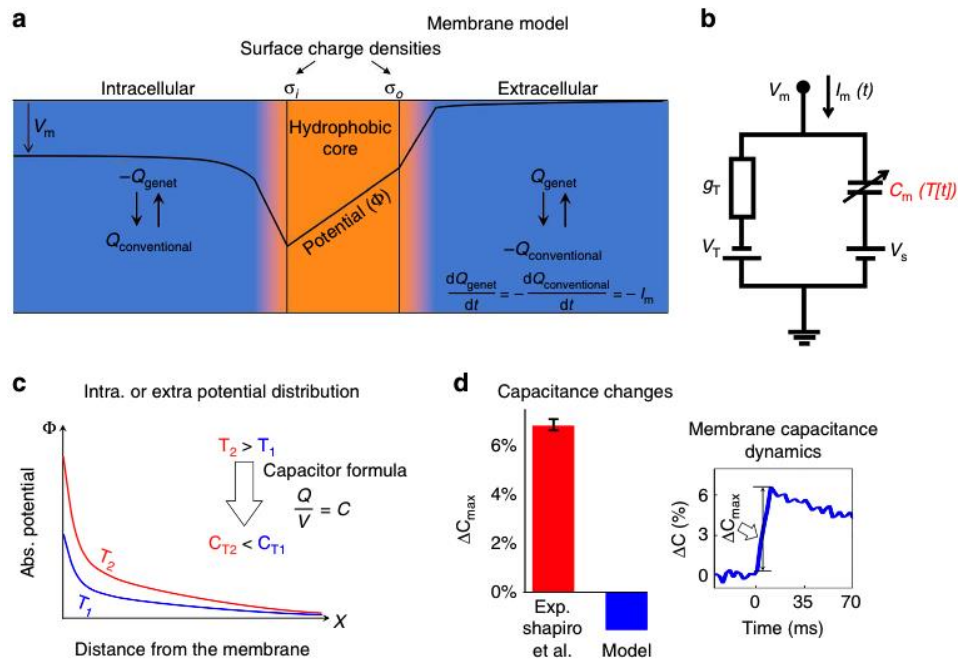 a
Membrane model
Surface charge densities
Intracellular
σi
σo
Extracellular
Vm
Hydrophobic
core
Potential (Φ)
−Qgenet
Qconventional
Qgenet
−Qconventional
dQgenet/dt = − dQconventional/dt = − Im
b
Vm
Im (t)
gT
Cm (T[t])
VT
Vs
c
Intra. or extra potential distribution
Φ
Abs. potential
T2 > T1
Capacitor formula
Q/V = C
CT2 < CT1
T2
T1
X
Distance from the membrane
d
Capacitance changes
ΔCmax
6%
4%
2%
0%
Exp.
shapiro
et al.
Model
Membrane capacitance
dynamics
ΔC (%)
6
3
0
ΔCmax
0 35 70
Time (ms)